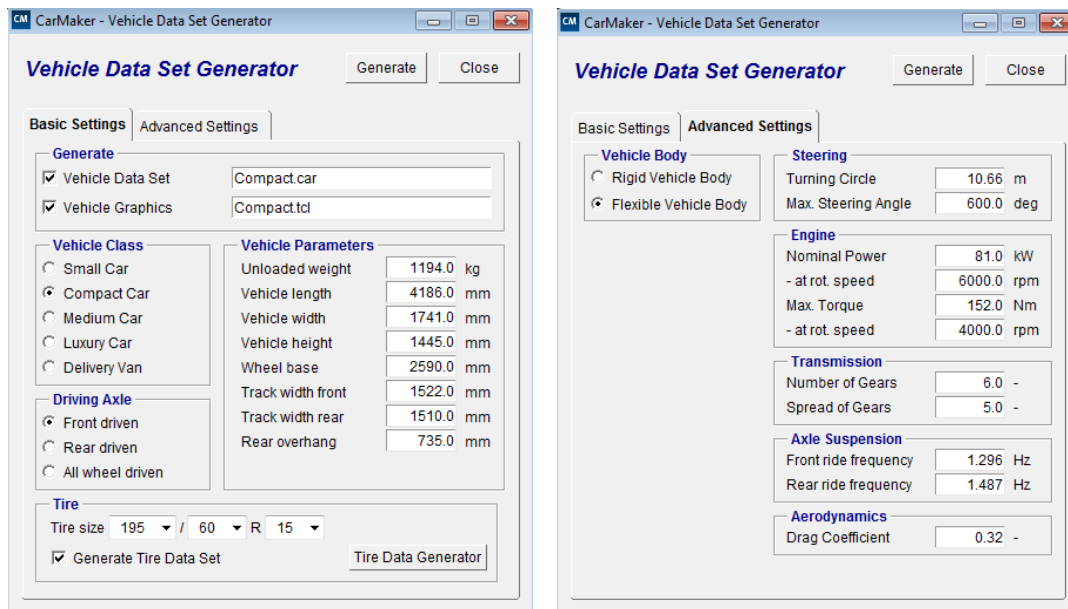 CM CarMaker - Vehicle Data Set Generator
Vehicle Data Set Generator
Generate
Close
Basic Settings
Advanced Settings
Generate
Vehicle Data Set Compact.car
Vehicle Graphics Compact.tcl
Vehicle Class
Small Car
Compact Car
Medium Car
Luxury Car
Delivery Van
Driving Axle
Front driven
Rear driven
All wheel driven
Vehicle Parameters
Unloaded weight 1194.0 kg
Vehicle length 4186.0 mm
Vehicle width 1741.0 mm
Vehicle height 1445.0 mm
Wheel base 2590.0 mm
Track width front 1522.0 mm
Track width rear 1510.0 mm
Rear overhang 735.0 mm
Tire
Tire size 195 / 60 R 15
Generate Tire Data Set
Tire Data Generator
CM CarMaker - Vehicle Data Set Generator
Vehicle Data Set Generator
Generate
Close
Basic Settings
Advanced Settings
Vehicle Body
Rigid Vehicle Body
Flexible Vehicle Body
Steering
Turning Circle 10.66 m
Max. Steering Angle 600.0 deg
Engine
Nominal Power 81.0 kW
- at rot. speed 6000.0 rpm
Max. Torque 152.0 Nm
- at rot. speed 4000.0 rpm
Transmission
Number of Gears 6.0 -
Spread of Gears 5.0 -
Axle Suspension
Front ride frequency 1.296 Hz
Rear ride frequency 1.487 Hz
Aerodynamics
Drag Coefficient 0.32 -